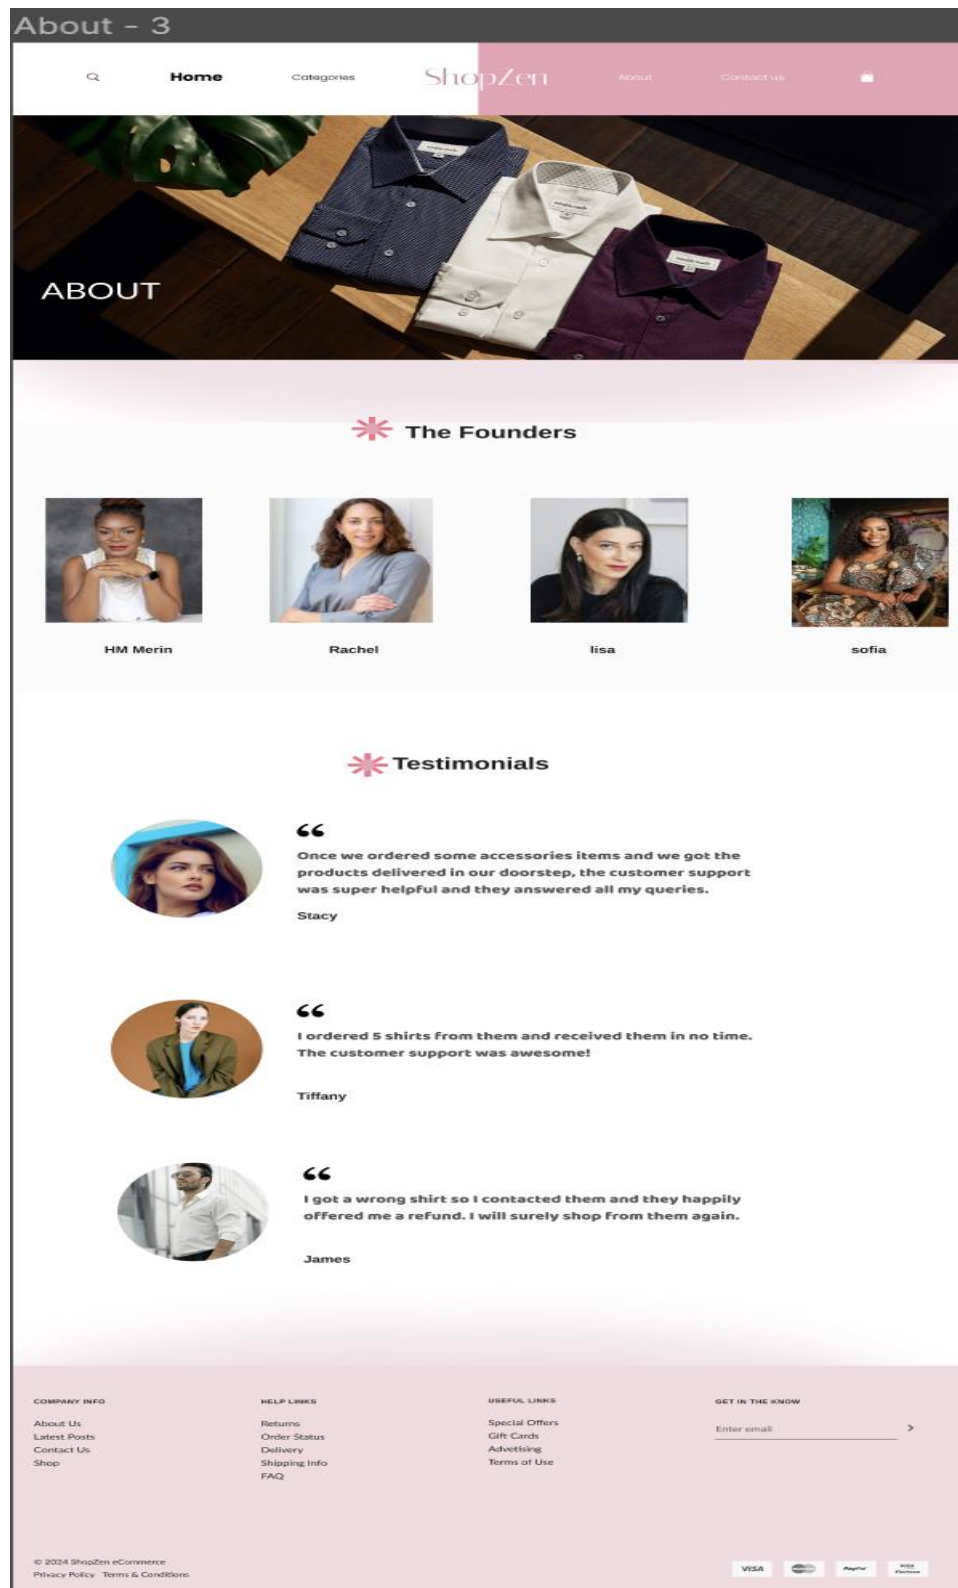 About - 3
Home
Categories
ShopZen
About
Contact us
ABOUT
The Founders
HM Merin
Rachel
lisa
sofia
Testimonials
“
Once we ordered some accessories items and we got the
products delivered in our doorstep, the customer support
was super helpful and they answered all my queries.
Stacy
“
I ordered 5 shirts from them and received them in no time.
The customer support was awesome!
Tiffany
“
I got a wrong shirt so I contacted them and they happily
offered me a refund. I will surely shop from them again.
James
COMPANY INFO
About Us
Latest Posts
Contact Us
Shop
HELP LINKS
Returns
Order Status
Delivery
Shipping Info
FAQ
USEFUL LINKS
Special Offers
Gift Cards
Advetising
Terms of Use
GET IN THE KNOW
Enter email
>
© 2024 ShopZen eCommerce
Privacy Policy Terms & Conditions
VISA
PayPal
VISA
Electron